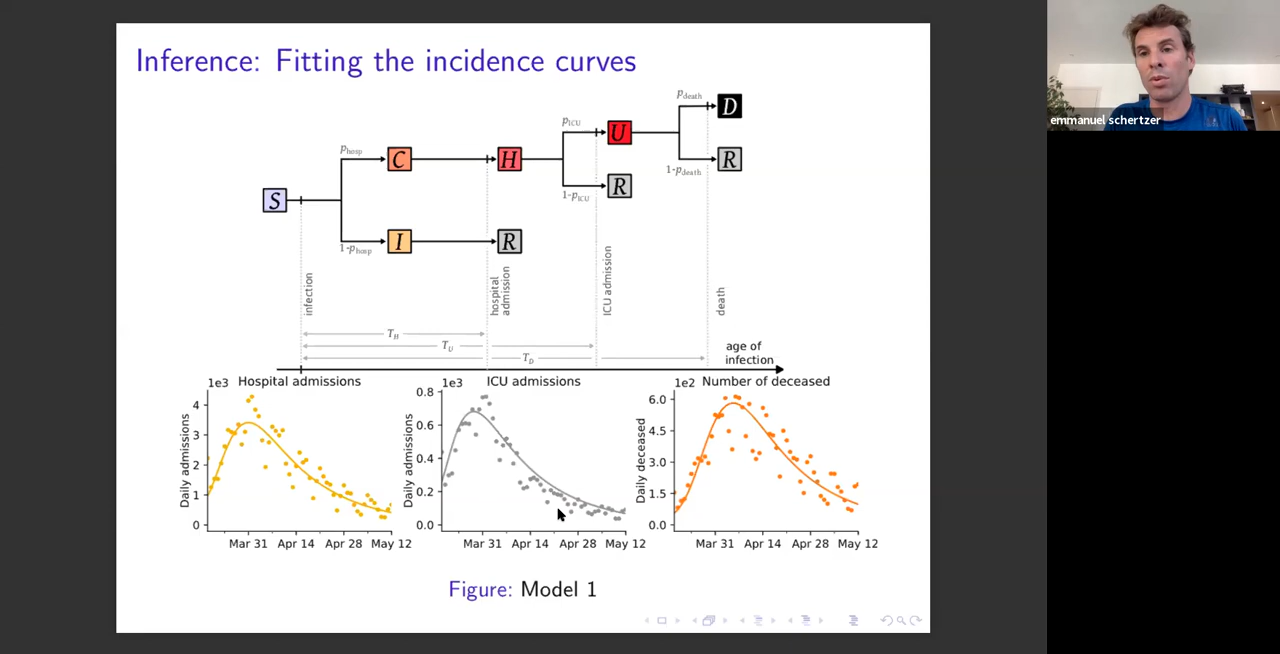 Inference: Fitting the incidence curves
p_death
D
p_ICU
U
p_hosp
C
H
R
1-p_death
R
1-p_ICU
S
1-p_hosp
I
R
infection
hospital admission
ICU admission
death
T_H
T_U
T_D
age of
infection
1e3 Hospital admissions
1e3 ICU admissions
1e2 Number of deceased
Daily admissions
4
3
2
1
0
Mar 31 Apr 14 Apr 28 May 12
Daily admissions
0.8
0.6
0.4
0.2
0.0
Mar 31 Apr 14 Apr 28 May 12
Daily deceased
6.0
4.5
3.0
1.5
0.0
Mar 31 Apr 14 Apr 28 May 12
Figure: Model 1
emmanuel schertzer